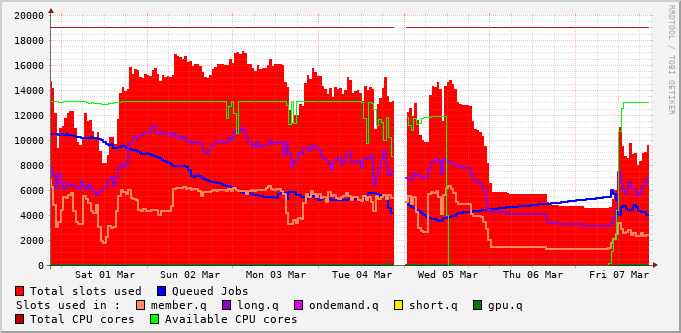 20000
18000
16000
14000
12000
10000
8000
6000
4000
2000
0
Sat 01 Mar Sun 02 Mar Mon 03 Mar Tue 04 Mar Wed 05 Mar Thu 06 Mar Fri 07 Mar
Total slots used Queued Jobs
Slots used in : member.q long.q ondemand.q short.q gpu.q
Total CPU cores Available CPU cores
RRDTOOL / TOBI OETIKER